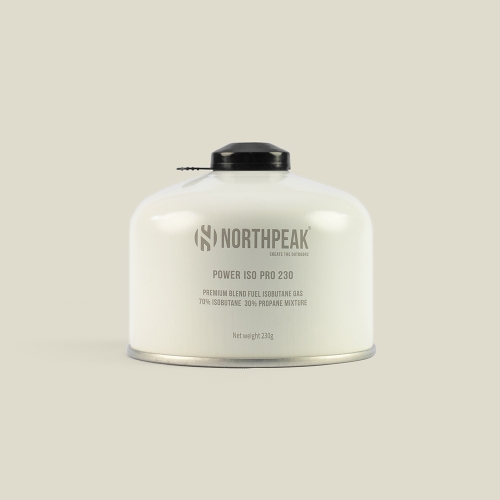 NORTHPEAK®
CREATE THE OUTDOORS
POWER ISO PRO 230
PREMIUM BLEND FUEL ISOBUTANE GAS
70% ISOBUTANE 30% PROPANE MIXTURE
Net weight 230g